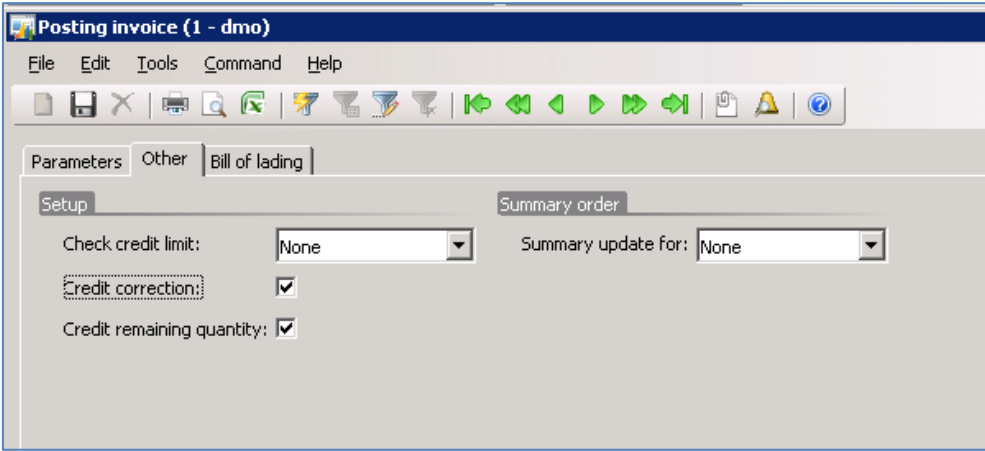 Posting invoice (1 - dmo)
File Edit Tools Command Help
Parameters Other Bill of lading
Setup Summary order
Check credit limit: None Summary update for: None
Credit correction:
Credit remaining quantity: